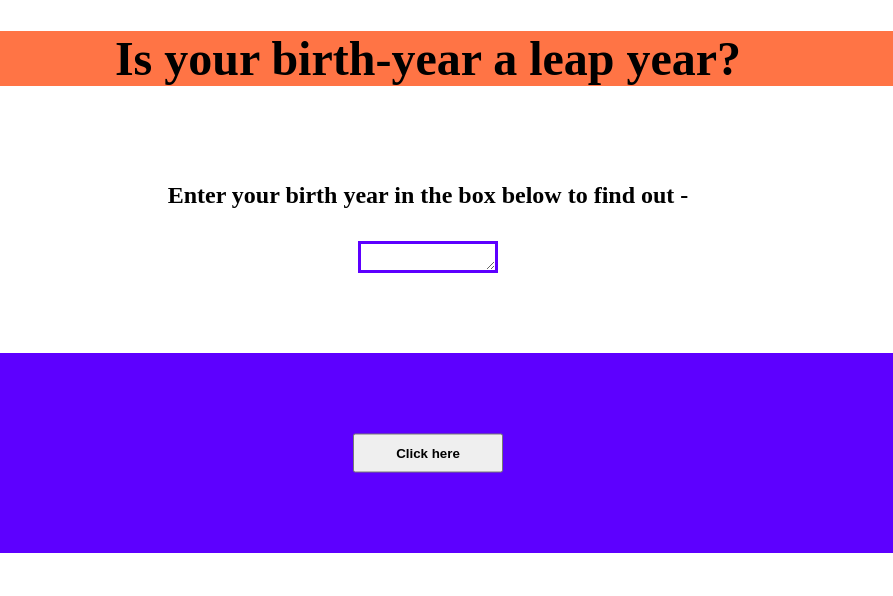 Is your birth-year a leap year?
Enter your birth year in the box below to find out -
Click here